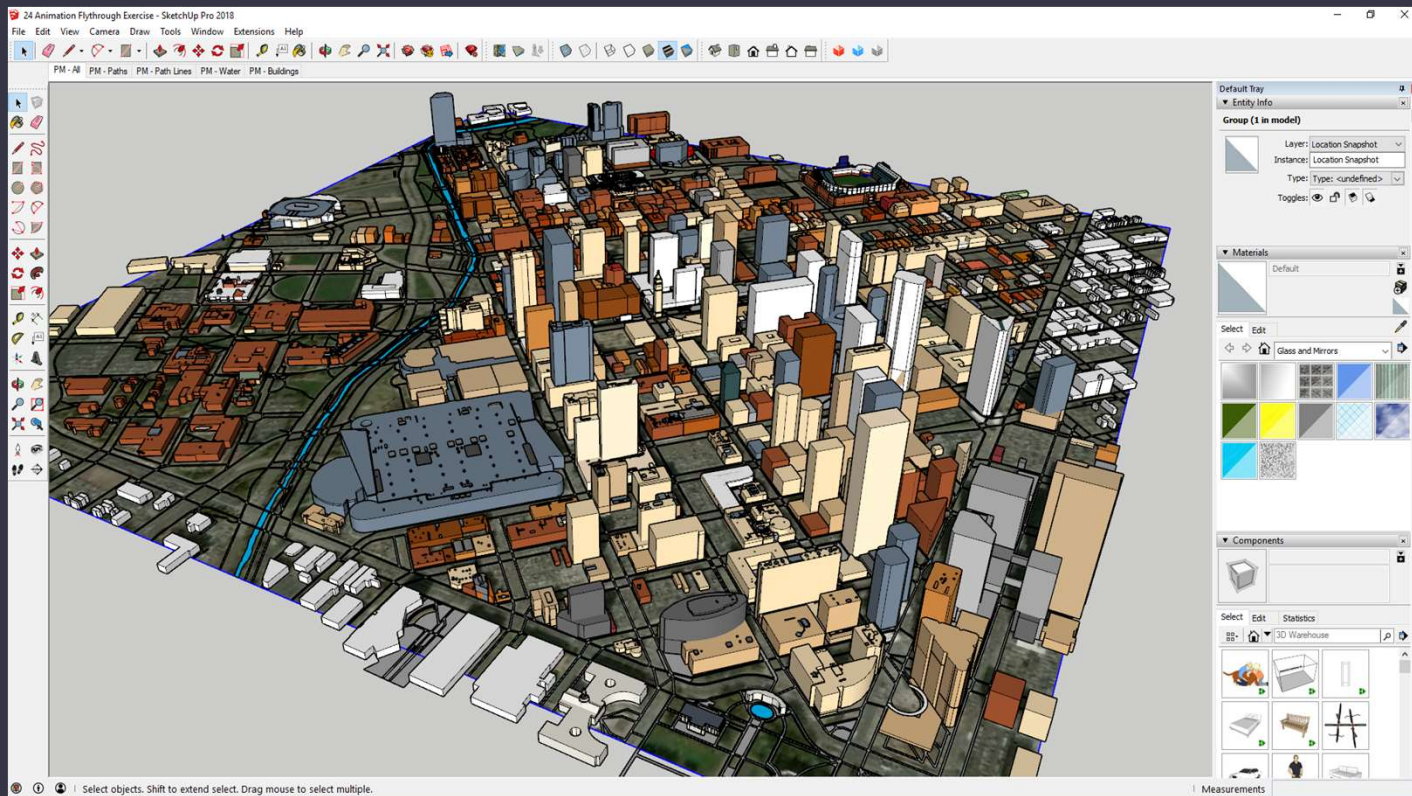 24 Animation Flythrough Exercise - SketchUp Pro 2018
File Edit View Camera Draw Tools Window Extensions Help
PM - All PM - Paths PM - Path Lines PM - Water PM - Buildings
Default Tray
Entity Info
Group (1 in model)
Layer: Location Snapshot
Instance: Location Snapshot
Type: Type: <undefined>
Toggles:
Materials
Default
Select Edit
Glass and Mirrors
Components
Select Edit Statistics
3D Warehouse
Select objects. Shift to extend select. Drag mouse to select multiple.
Measurements